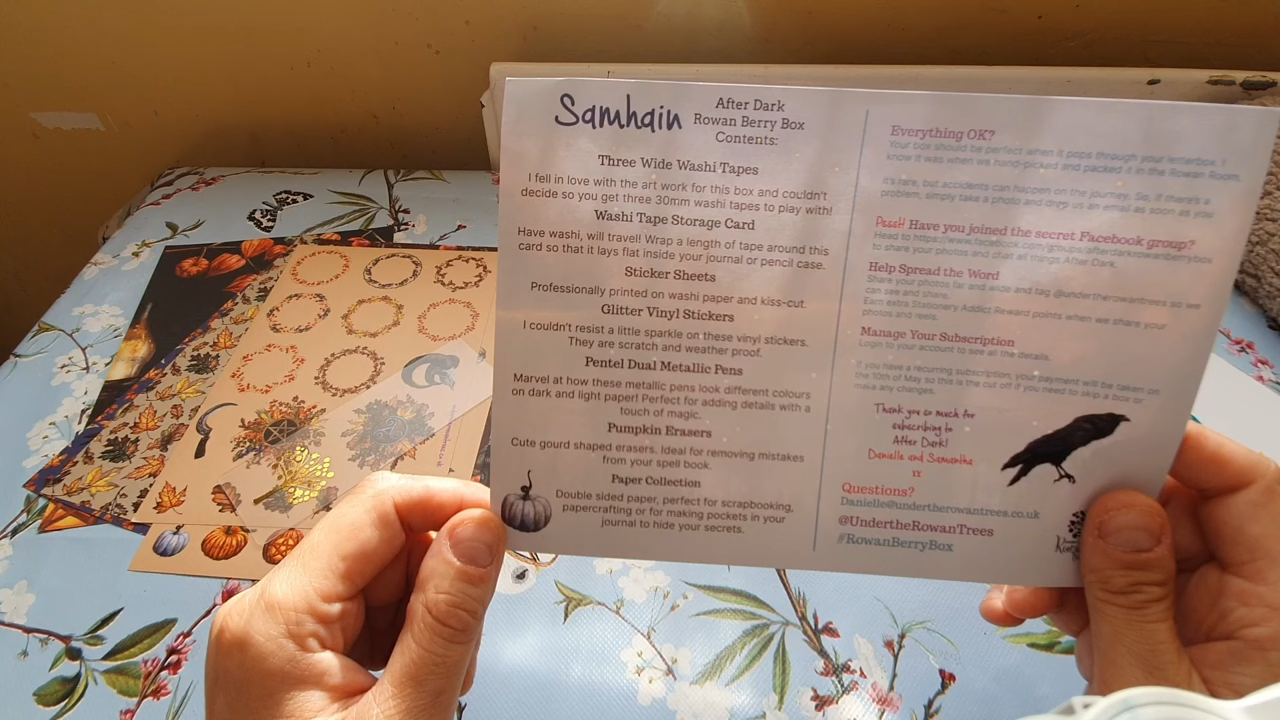 Samhain
After Dark
Rowan Berry Box
Contents:
Three Wide Washi Tapes
I fell in love with the art work for this box and couldn't
decide so you get three 30mm washi tapes to play with!
Washi Tape Storage Card
Have washi, will travel! Wrap a length of tape around this
card so that it lays flat inside your journal or pencil case.
Sticker Sheets
Professionally printed on washi paper and kiss-cut.
Glitter Vinyl Stickers
I couldn't resist a little sparkle on these vinyl stickers.
They are scratch and weather proof.
Pentel Dual Metallic Pens
Marvel at how these metallic pens look different colours
on dark and light paper! Perfect for adding details with a
touch of magic.
Pumpkin Erasers
Cute gourd shaped erasers. Ideal for removing mistakes
from your spell book.
Paper Collection
Double sided paper, perfect for scrapbooking,
papercrafting or for making pockets in your
journal to hide your secrets.
Everything OK?
Your box should be perfect when it pops through your letterbox. I
know it was when we hand-picked and packed it in the Rowan Room.
It's rare, but accidents can happen on the journey. So, if there's a
problem, simply take a photo and drop us an email as soon as you
Pssst! Have you joined the secret Facebook group?
Head to https://www.facebook.com/groups/afterdarkrowanberrybox
to share your photos and chat all things After Dark.
Help Spread the Word
Share your photos far and wide and tag @undertherowantrees so we
can see and share.
Earn extra Stationery Addict Reward points when we share your
photos and reels.
Manage Your Subscription
Login to your account to see all the details.
If you have a recurring subscription, your payment will be taken on
the 10th of May so this is the cut off if you need to skip a box or
make any changes.
Thank you so much for
subscribing to
After Dark!
Danielle and Samantha
xx
Questions?
Danielle@undertherowantrees.co.uk
@UndertheRowanTrees
#RowanBerryBox